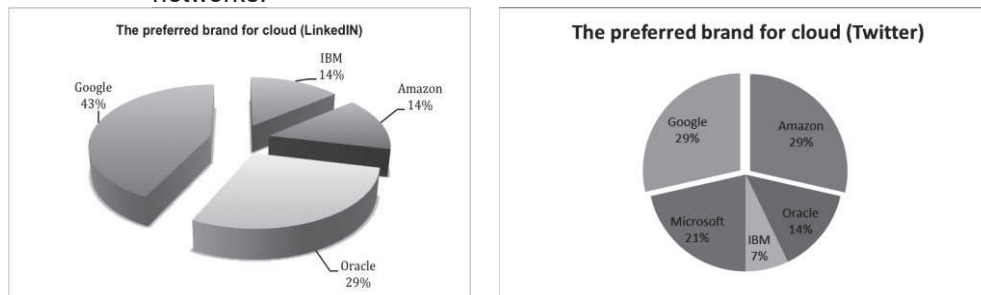 networks.
The preferred brand for cloud (LinkedIN)
IBM
14%
Google
43%
Amazon
14%
Oracle
29%
The preferred brand for cloud (Twitter)
Google
29%
Amazon
29%
Microsoft
21%
Oracle
14%
IBM
7%